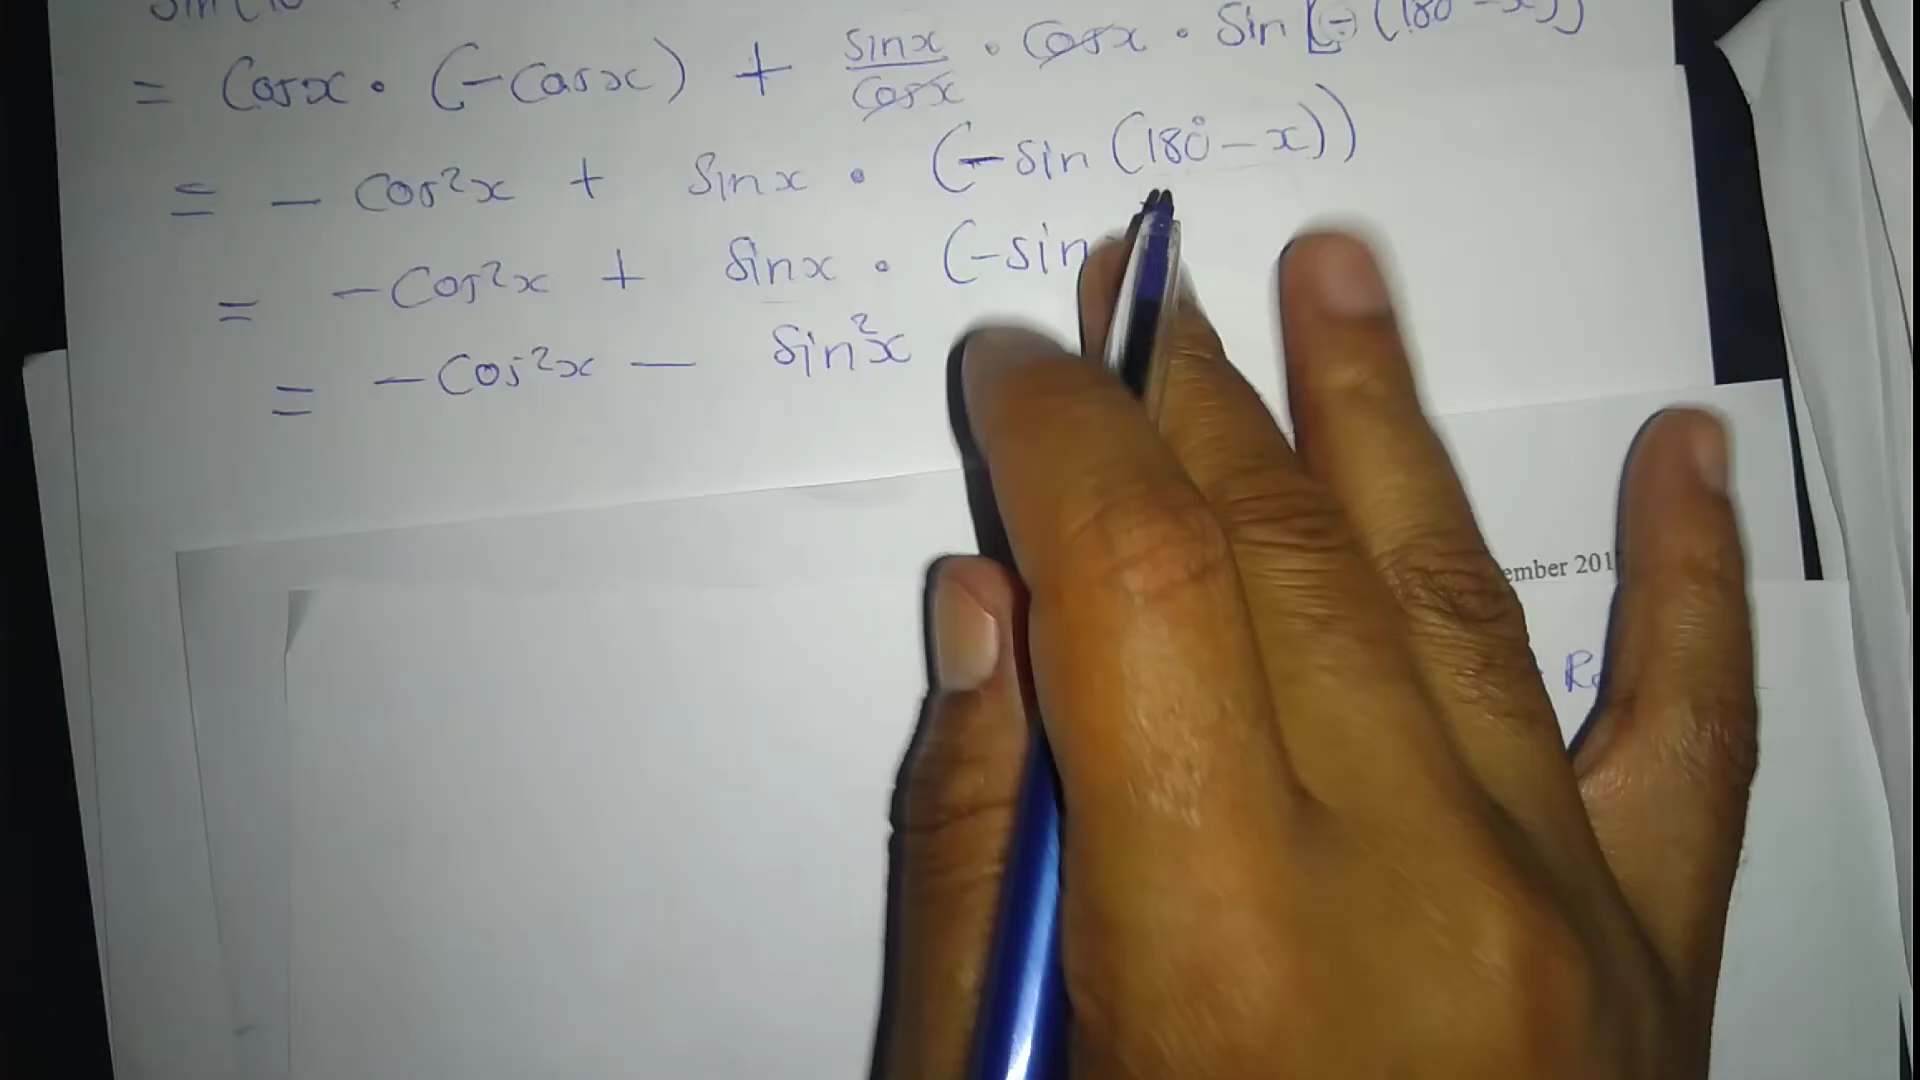 = Cosx · (-Cosx) + sinx/cosx · Cosx · Sin [-(180 - x)]
= - Cos²x + Sinx · (-Sin (180° - x))
= -Cos²x + Sinx · (-Sin
= -Cos²x - Sin²x
ember 201